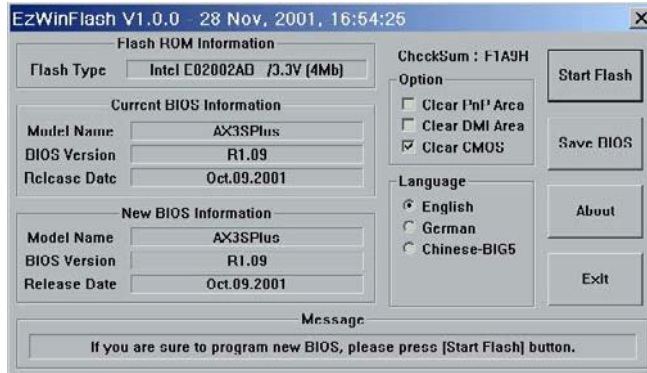 EzWinFlash V1.0.0 - 28 Nov, 2001, 16:54:25
Flash ROM Information
Flash Type Intel E82802AB /3.3V (4Mb)
Current BIOS Information
Model Name AX3SPlus
BIOS Version R1.09
Release Date Oct.09.2001
New BIOS Information
Model Name AX3SPlus
BIOS Version R1.09
Release Date Oct.09.2001
CheckSum : F1A9H
Option
Clear PnP Area
Clear DMI Area
Clear CMOS
Language
English
German
Chinese-BIG5
Start Flash
Save BIOS
About
Exit
Message
If you are sure to program new BIOS, please press [Start Flash] button.